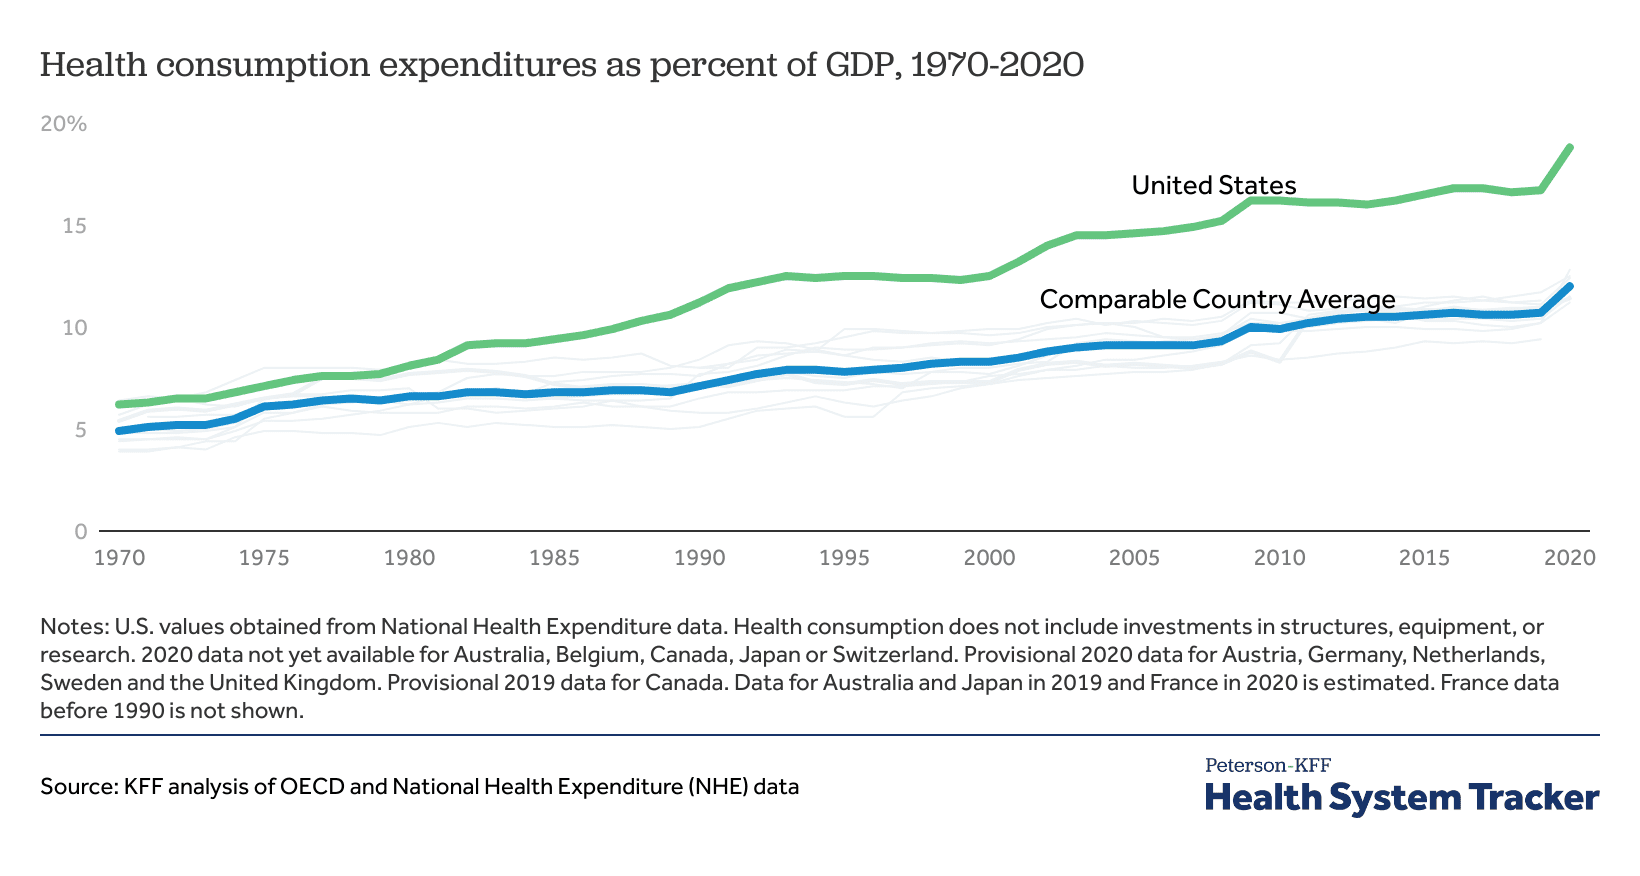 Health consumption expenditures as percent of GDP, 1970-2020
20%
United States
15
Comparable Country Average
10
5
0
1970 1975 1980 1985 1990 1995 2000 2005 2010 2015 2020
Notes: U.S. values obtained from National Health Expenditure data. Health consumption does not include investments in structures, equipment, or
research. 2020 data not yet available for Australia, Belgium, Canada, Japan or Switzerland. Provisional 2020 data for Austria, Germany, Netherlands,
Sweden and the United Kingdom. Provisional 2019 data for Canada. Data for Australia and Japan in 2019 and France in 2020 is estimated. France data
before 1990 is not shown.
Source: KFF analysis of OECD and National Health Expenditure (NHE) data
Peterson-KFF
Health System Tracker